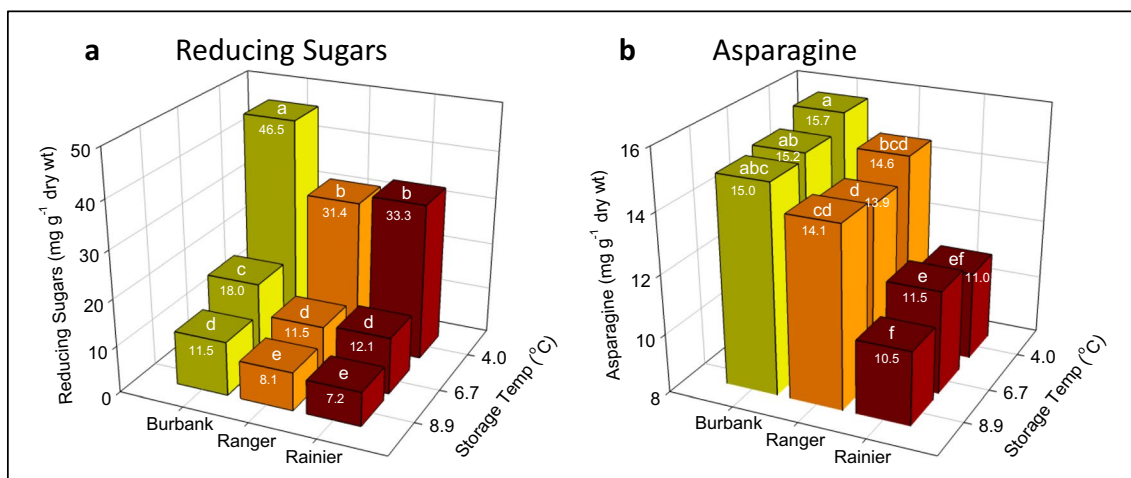 a Reducing Sugars
Reducing Sugars (mg g⁻¹ dry wt)
50
40
30
20
10
0
a
46.5
b
31.4
b
33.3
c
18.0
d
11.5
d
12.1
d
11.5
e
8.1
e
7.2
Burbank
Ranger
Rainier
4.0
6.7
8.9
Storage Temp (°C)
b Asparagine
Asparagine (mg g⁻¹ dry wt)
16
14
12
10
8
a
15.7
ab
15.2
bcd
14.6
abc
15.0
d
13.9
cd
14.1
ef
11.0
e
11.5
f
10.5
Burbank
Ranger
Rainier
4.0
6.7
8.9
Storage Temp (°C)